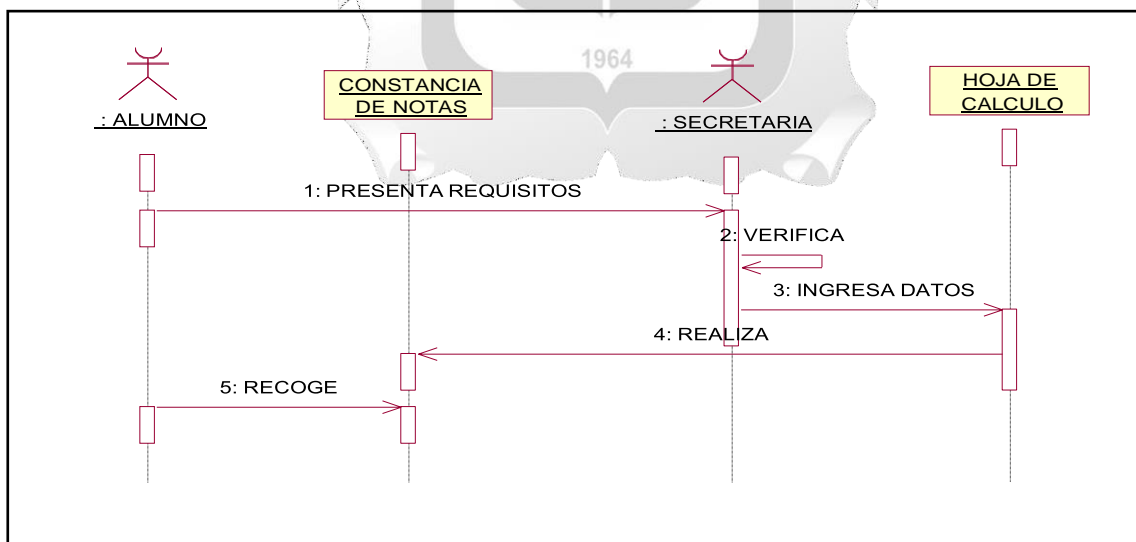 1964
: ALUMNO
CONSTANCIA
DE NOTAS
: SECRETARIA
HOJA DE
CALCULO
1: PRESENTA REQUISITOS
2: VERIFICA
3: INGRESA DATOS
4: REALIZA
5: RECOGE